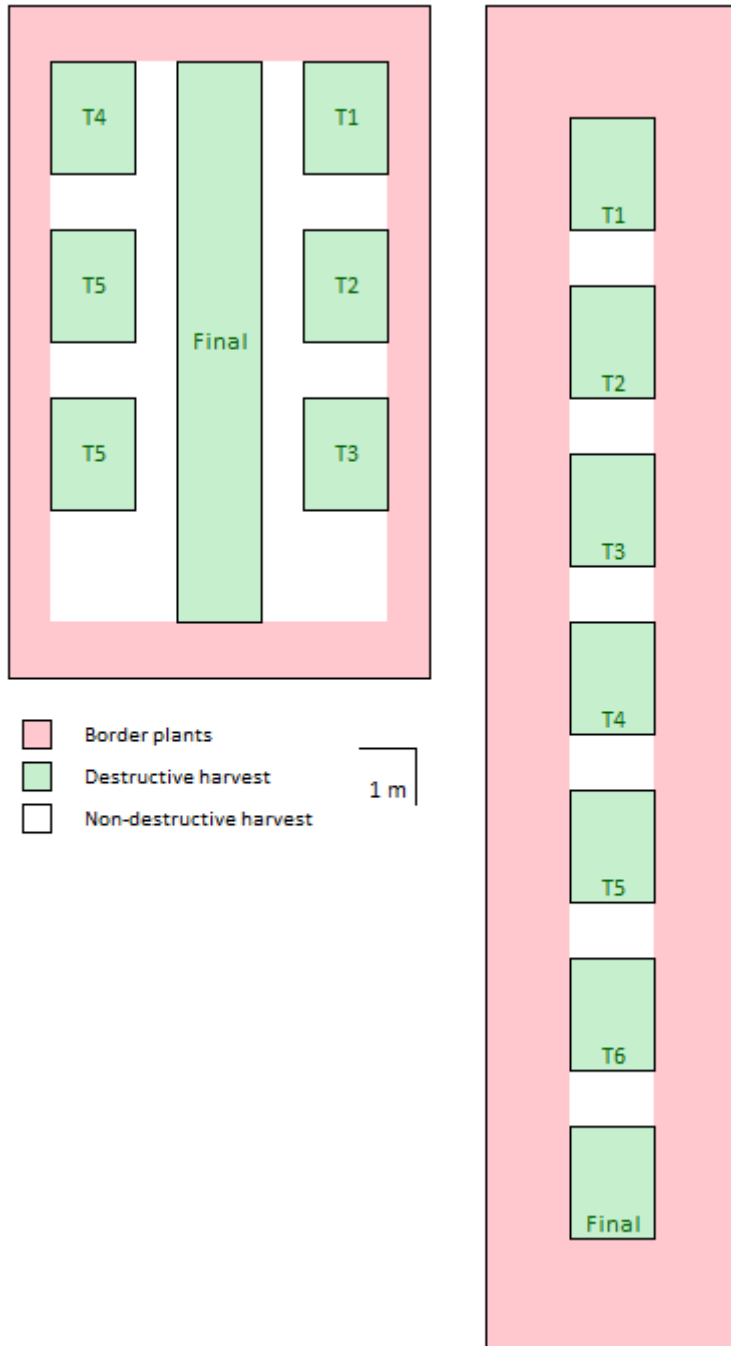 T4
T1
T5
T2
Final
T5
T3
Border plants
Destructive harvest
Non-destructive harvest
1 m
T1
T2
T3
T4
T5
T6
Final